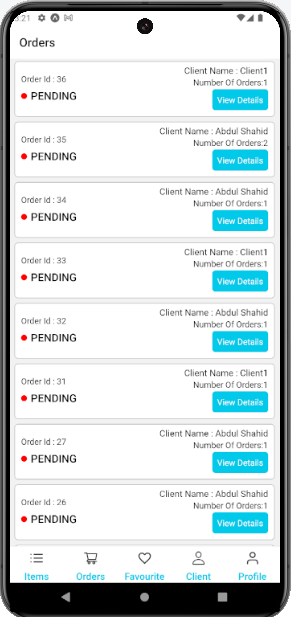 5:21
Orders
Order Id : 36
Client Name : Client1
Number Of Orders:1
PENDING
View Details
Order Id : 35
Client Name : Abdul Shahid
Number Of Orders:2
PENDING
View Details
Order Id : 34
Client Name : Abdul Shahid
Number Of Orders:1
PENDING
View Details
Order Id : 33
Client Name : Client1
Number Of Orders:1
PENDING
View Details
Order Id : 32
Client Name : Abdul Shahid
Number Of Orders:1
PENDING
View Details
Order Id : 31
Client Name : Client1
Number Of Orders:1
PENDING
View Details
Order Id : 27
Client Name : Abdul Shahid
Number Of Orders:1
PENDING
View Details
Order Id : 26
Client Name : Abdul Shahid
Number Of Orders:1
PENDING
View Details
Items Orders Favourite Client Profile